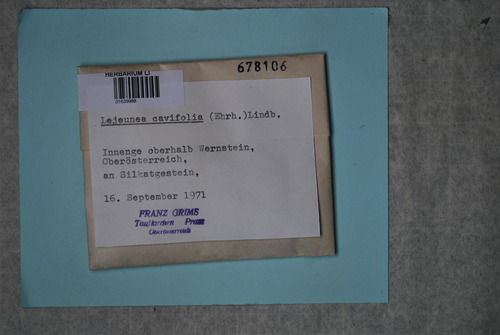 678106
HERBARIUM LI
Lejeunea cavifolia (Ehrh.)Lindb.
Innenge oberhalb Wernstein,
Oberösterreich,
an Silkatgestein,
16. September 1971
FRANZ GRIMS
Taufkirchen Pram
Oberösterreich